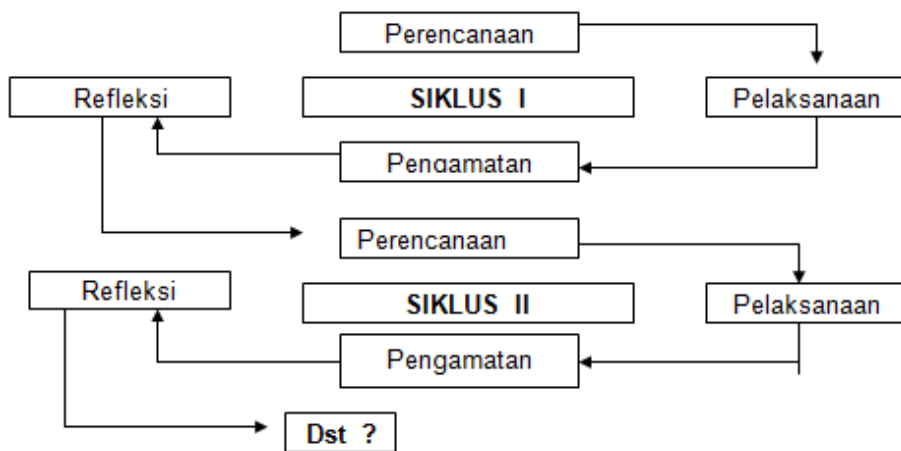 Perencanaan
Refleksi
SIKLUS I
Pelaksanaan
Pengamatan
Perencanaan
Refleksi
SIKLUS II
Pelaksanaan
Pengamatan
Dst ?